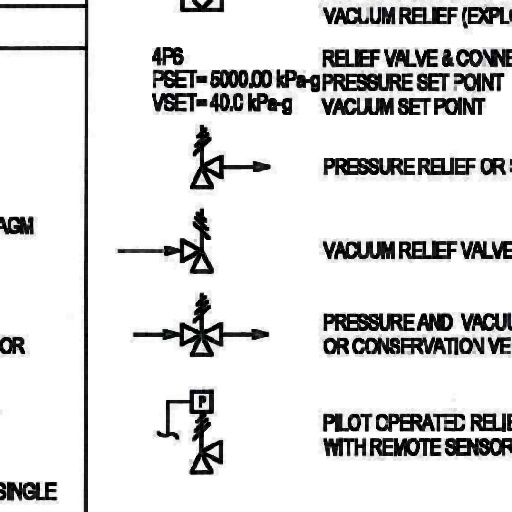 VACUUM RELIEF (EXPLO
4P6
RELIEF VALVE & CONNE
PSET= 5000.00 kPa-g
PRESSURE SET POINT
VSET= 40.0 kPa-g
VACUUM SET POINT
PRESSURE RELIEF OR S
AGM
VACUUM RELIEF VALVE
PRESSURE AND VACUU
OR
OR CONSERVATION VE
P
PILOT OPERATED RELIE
WITH REMOTE SENSOR
SINGLE